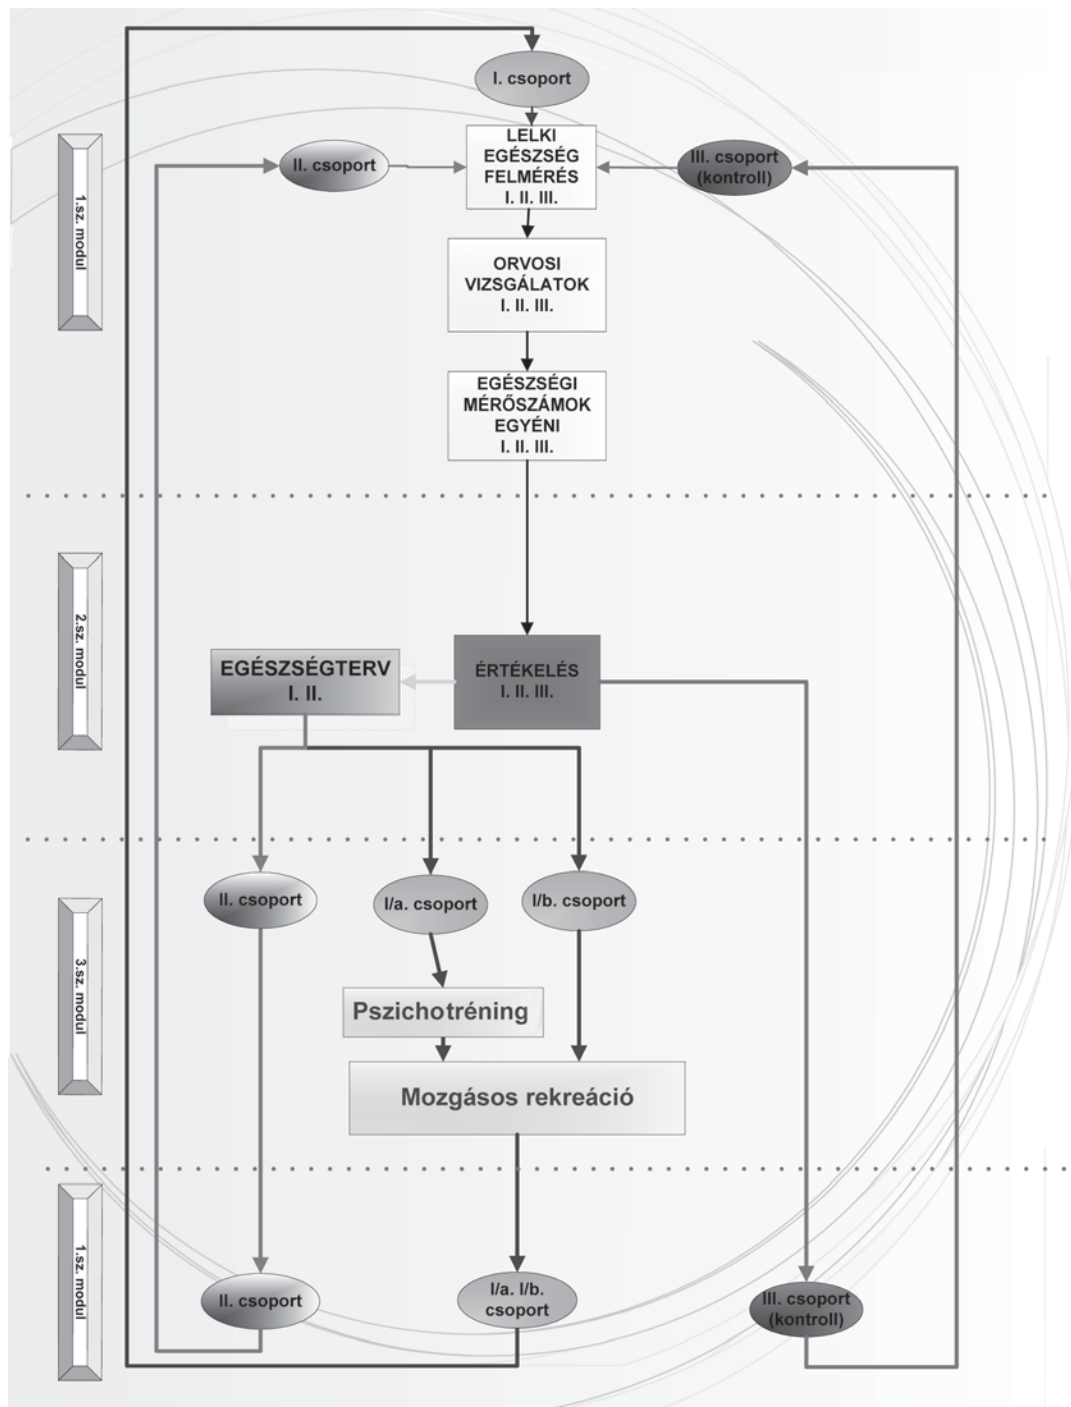 I. csoport
LELKI
EGÉSZSÉG
FELMÉRÉS
I. II. III.
II. csoport
III. csoport
(kontroll)
1.sz. modul
ORVOSI
VIZSGÁLATOK
I. II. III.
EGÉSZSÉGI
MÉRŐSZÁMOK
EGYÉNI
I. II. III.
2.sz. modul
EGÉSZSÉGTERV
I. II.
ÉRTÉKELÉS
I. II. III.
3.sz. modul
II. csoport
I/a. csoport
I/b. csoport
Pszichotréning
Mozgásos rekreáció
1.sz. modul
II. csoport
I/a. I/b.
csoport
III. csoport
(kontroll)